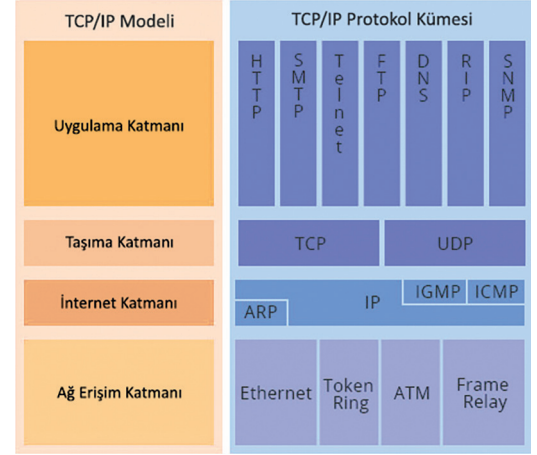 TCP/IP Modeli
TCP/IP Protokol Kümesi
Uygulama Katmanı
HTTP
SMTP
Telnet
FTP
DNS
RIP
SNMP
Taşıma Katmanı
TCP
UDP
İnternet Katmanı
ARP
IP
IGMP
ICMP
Ağ Erişim Katmanı
Ethernet
Token
Ring
ATM
Frame
Relay